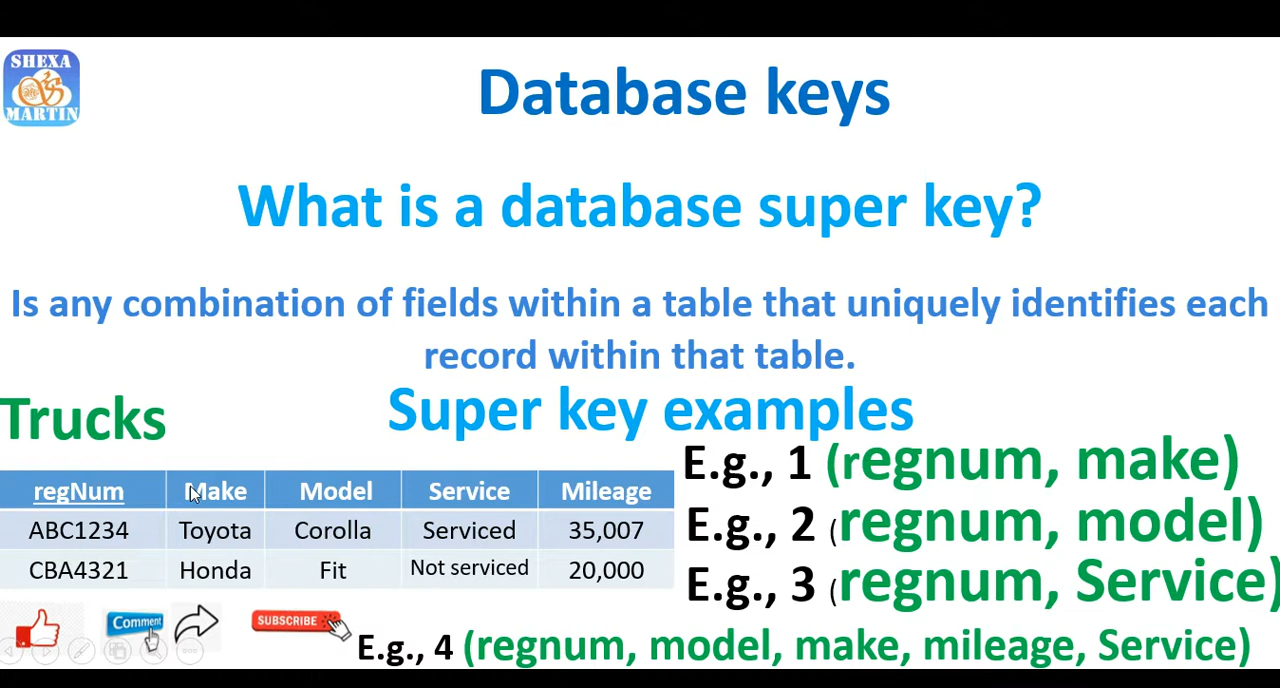 SHEXA
MARTIN
Database keys
What is a database super key?
Is any combination of fields within a table that uniquely identifies each
record within that table.
Trucks
Super key examples
regNum Make Model Service Mileage
ABC1234 Toyota Corolla Serviced 35,007
CBA4321 Honda Fit Not serviced 20,000
E.g., 1 (regnum, make)
E.g., 2 (regnum, model)
E.g., 3 (regnum, Service)
Comment
SUBSCRIBE
E.g., 4 (regnum, model, make, mileage, Service)